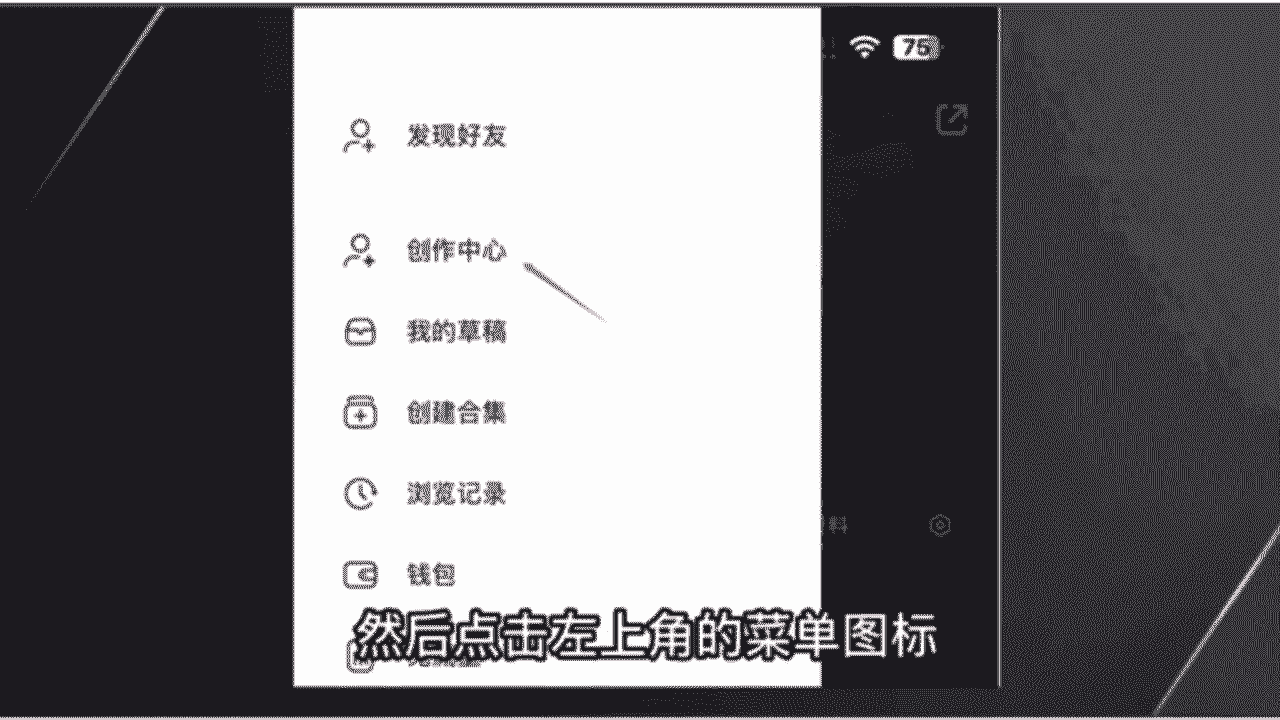 75
发现好友
创作中心
我的草稿
创建合集
浏览记录
料
钱包
然后点击左上角的菜单图标